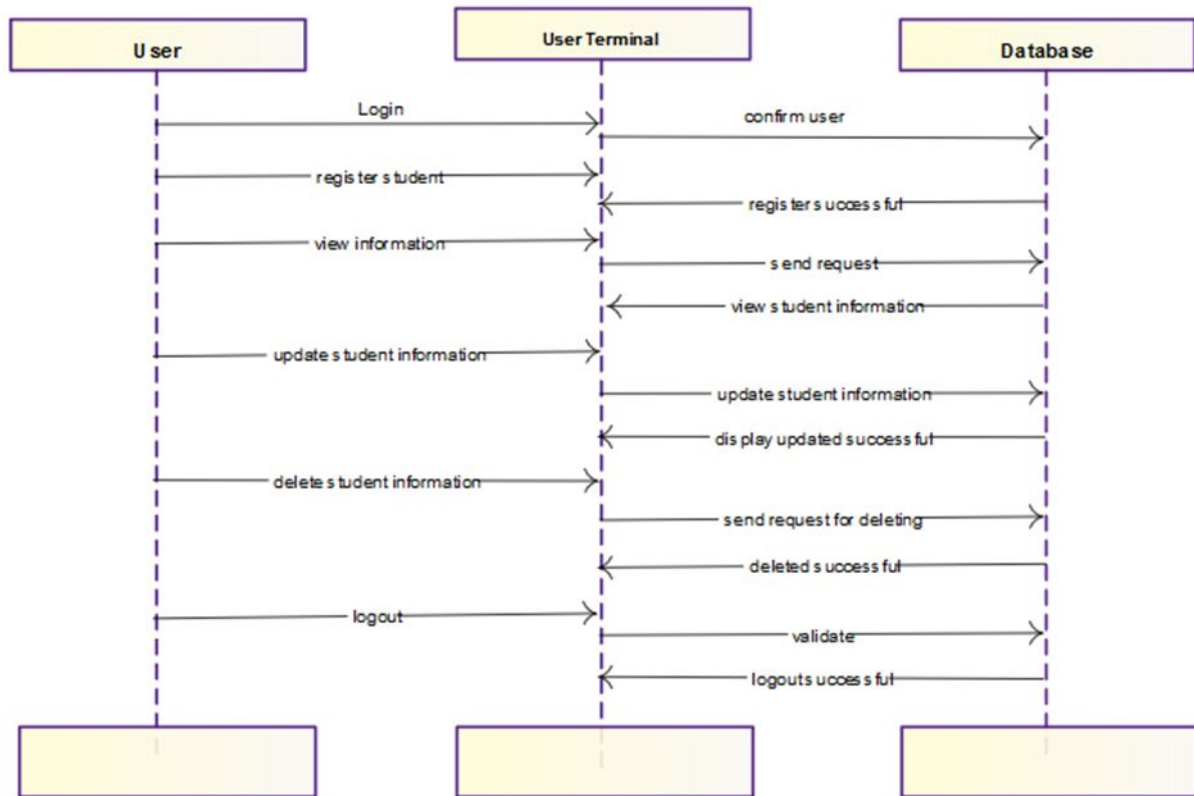 User
User Terminal
Database
Login
confirm user
register student
register successful
view information
send request
view student information
update student information
update student information
display updated successful
delete student information
send request for deleting
deleted successful
logout
validate
logout successful